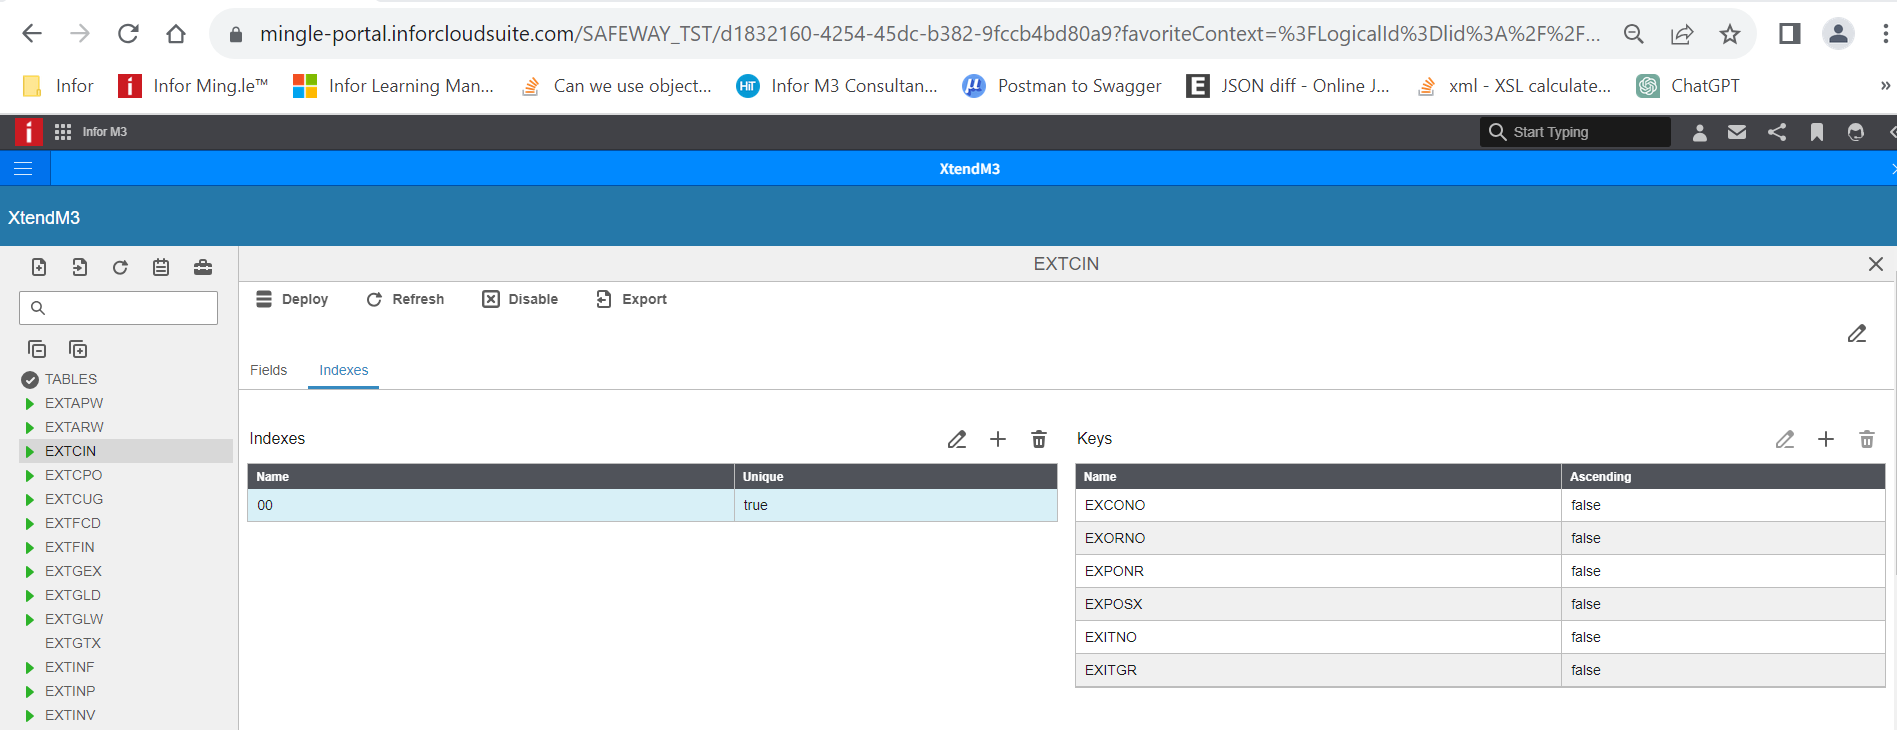 mingle-portal.inforcloudsuite.com/SAFEWAY_TST/d1832160-4254-45dc-b382-9fccb4bd80a9?favoriteContext=%3FLogicalId%3Dlid%3A%2F%2F...
Infor Infor Ming.le™ Infor Learning Man... Can we use object... HiT Infor M3 Consultan... µ Postman to Swagger E JSON diff - Online J... xml - XSL calculate... ChatGPT »
i Infor M3 Start Typing
XtendM3
XtendM3
EXTCIN
Deploy Refresh Disable Export
Fields Indexes
TABLES
EXTAPW
EXTARW
EXTCIN
EXTCPO
EXTCUG
EXTFCD
EXTFIN
EXTGEX
EXTGLD
EXTGLW
EXTGTX
EXTINF
EXTINP
EXTINV
Indexes
Name Unique
00 true
Keys
Name Ascending
EXCONO false
EXORNO false
EXPONR false
EXPOSX false
EXITNO false
EXITGR false